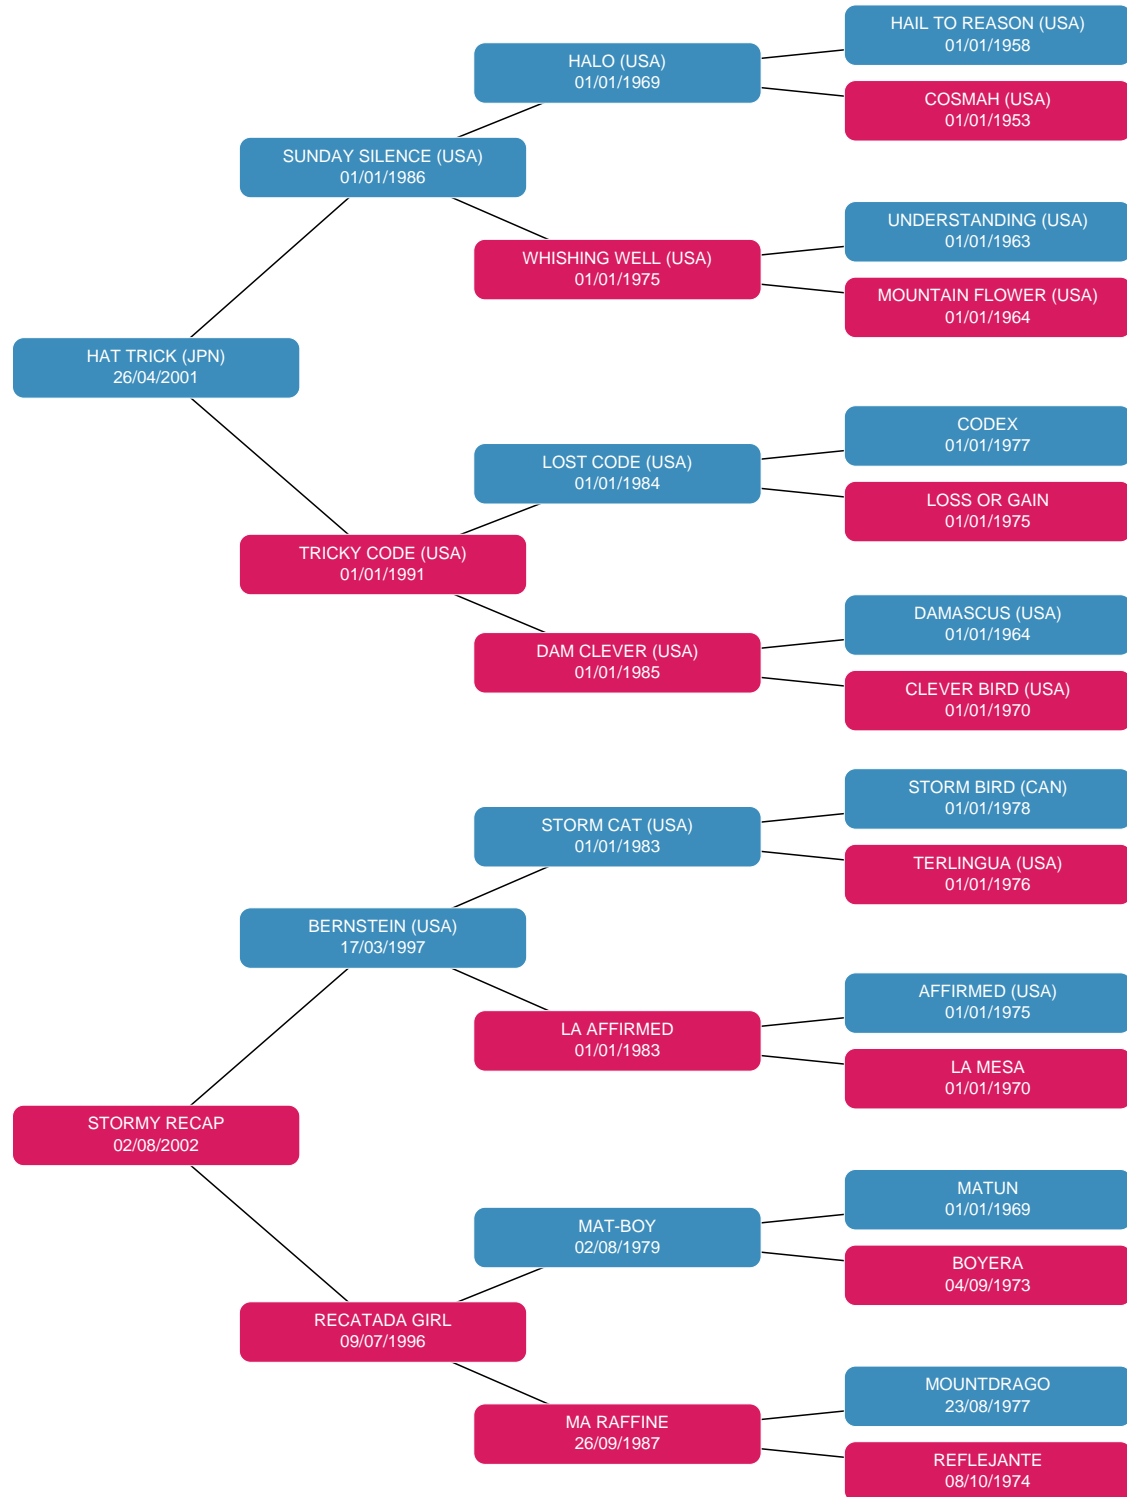 HAIL TO REASON (USA)
01/01/1958
HALO (USA)
01/01/1969
COSMAH (USA)
01/01/1953
SUNDAY SILENCE (USA)
01/01/1986
UNDERSTANDING (USA)
01/01/1963
WHISHING WELL (USA)
01/01/1975
MOUNTAIN FLOWER (USA)
01/01/1964
HAT TRICK (JPN)
26/04/2001
CODEX
01/01/1977
LOST CODE (USA)
01/01/1984
LOSS OR GAIN
01/01/1975
TRICKY CODE (USA)
01/01/1991
DAMASCUS (USA)
01/01/1964
DAM CLEVER (USA)
01/01/1985
CLEVER BIRD (USA)
01/01/1970
STORM BIRD (CAN)
01/01/1978
STORM CAT (USA)
01/01/1983
TERLINGUA (USA)
01/01/1976
BERNSTEIN (USA)
17/03/1997
AFFIRMED (USA)
01/01/1975
LA AFFIRMED
01/01/1983
LA MESA
01/01/1970
STORMY RECAP
02/08/2002
MATUN
01/01/1969
MAT-BOY
02/08/1979
BOYERA
04/09/1973
RECATADA GIRL
09/07/1996
MOUNTDRAGO
23/08/1977
MA RAFFINE
26/09/1987
REFLEJANTE
08/10/1974